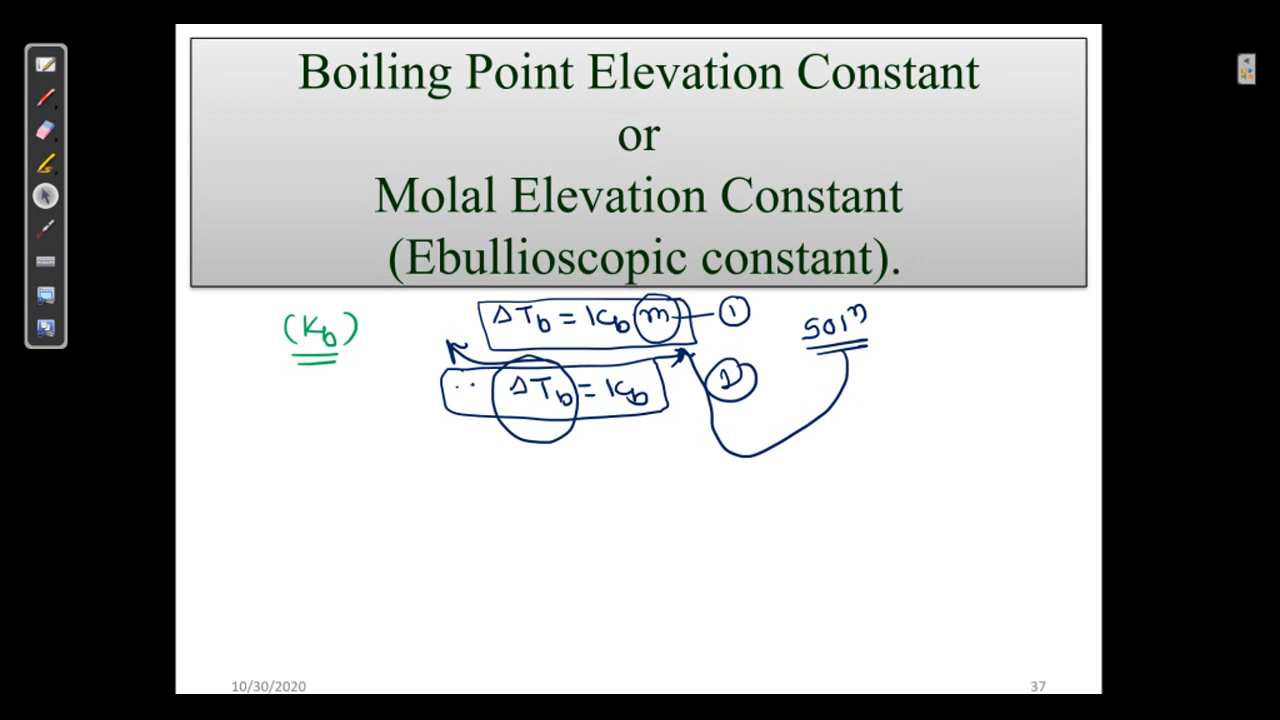 Boiling Point Elevation Constant
or
Molal Elevation Constant
(Ebullioscopic constant).
(Kb)
ΔTb = Kb m — ①
solⁿ
∵ ΔTb = Kb
②
10/30/2020
37